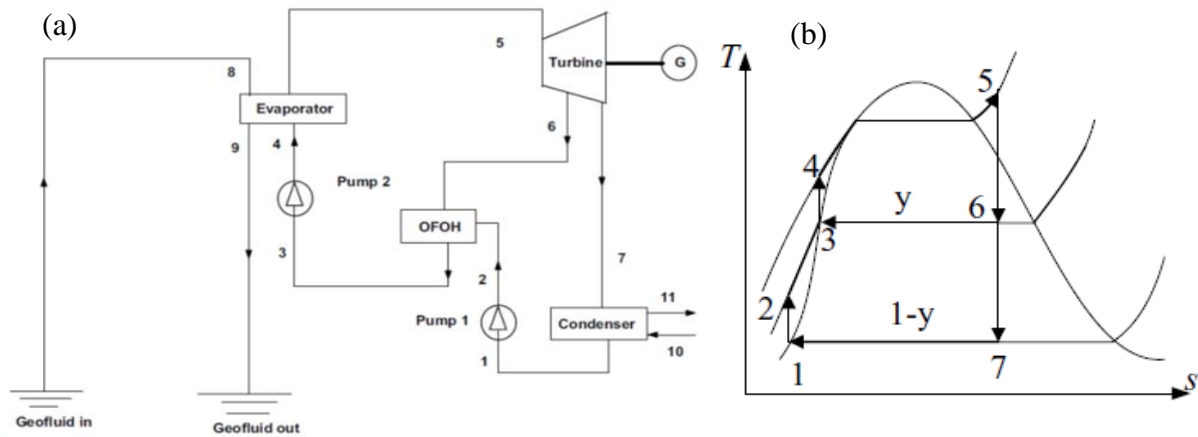 (a)
5
Turbine
G
8
Evaporator
9
4
6
Pump 2
OFOH
3
2
7
Pump 1
11
Condenser
10
1
Geofluid in
Geofluid out
(b)
T
5
4
y
6
3
2
1-y
1
7
s